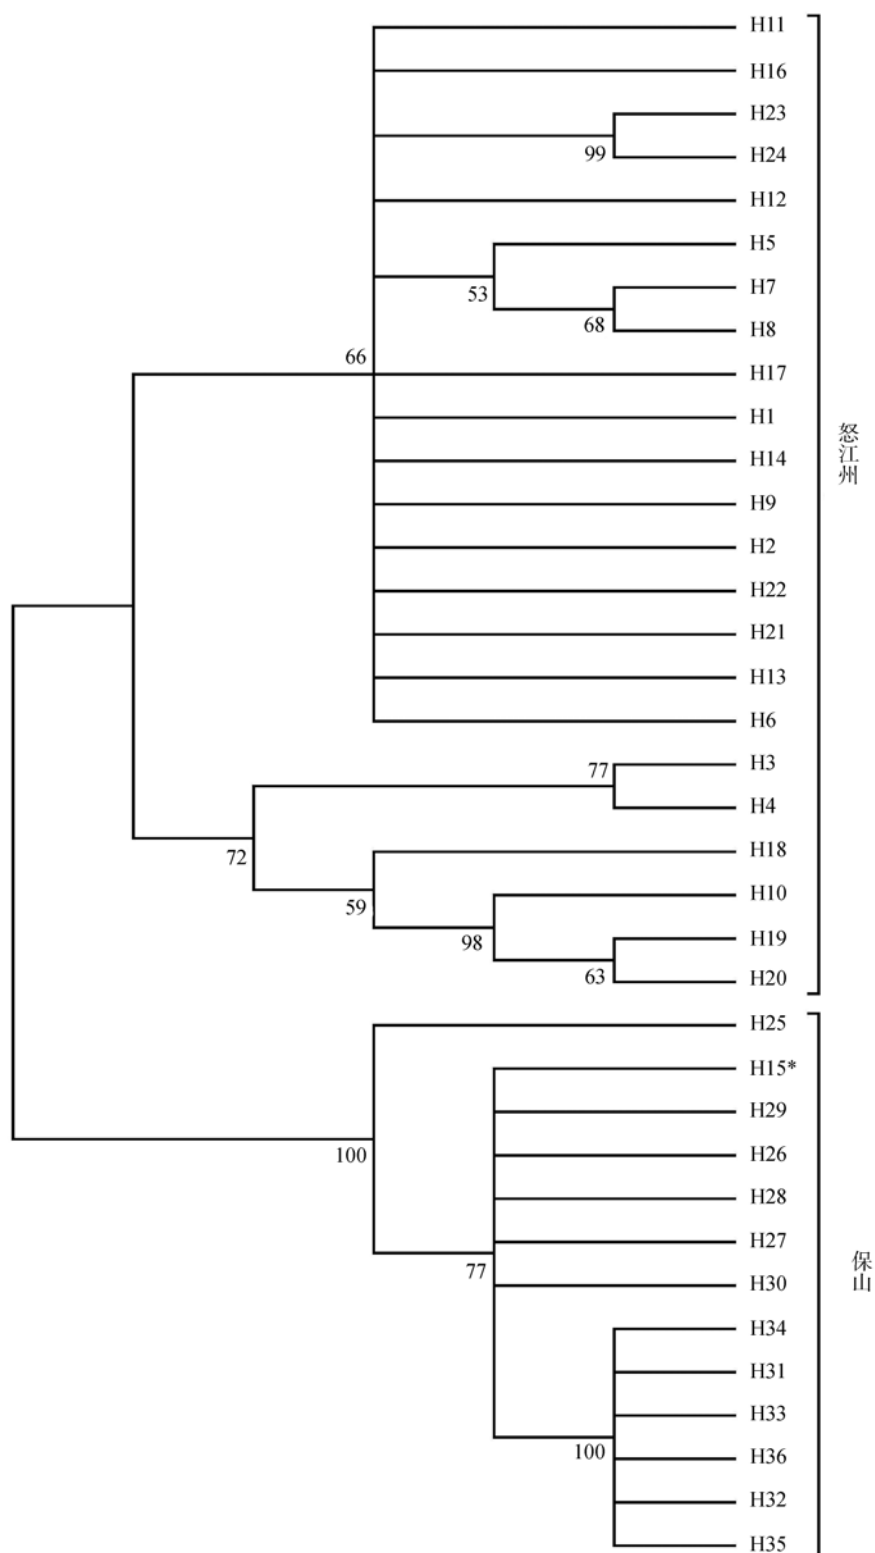 H11
H16
H23
99
H24
H12
H5
53
H7
68
H8
66
H17
H1
H14
H9
H2
H22
H21
H13
H6
77
H3
H4
72
H18
59
H10
98
H19
63
H20
怒江州
H25
H15*
100
H29
H26
H28
H27
77
H30
H34
H31
H33
100
H36
H32
H35
保山